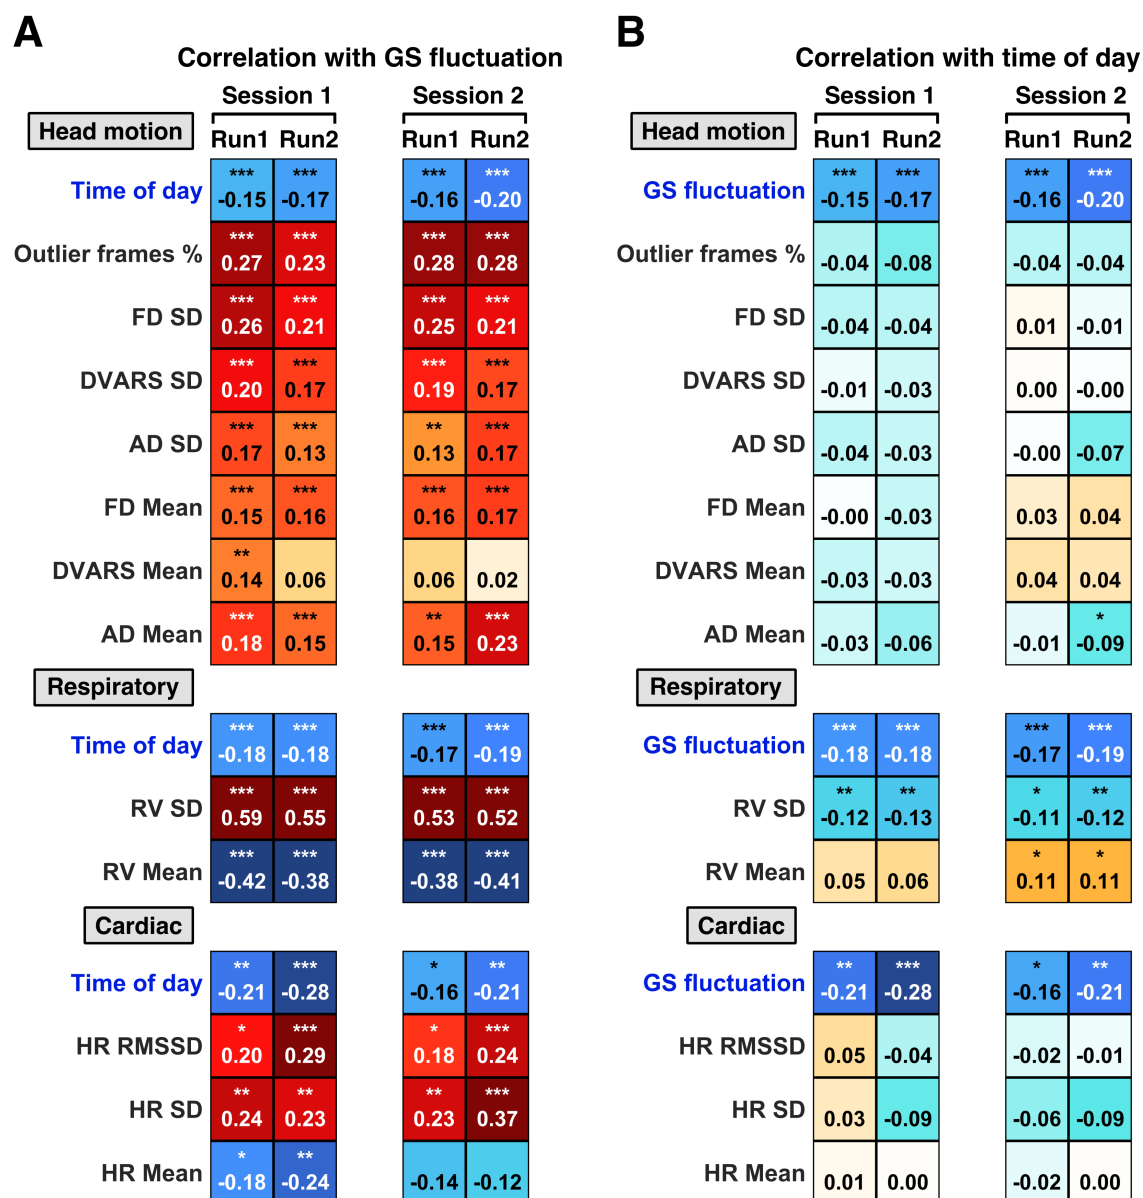 A
Correlation with GS fluctuation
Session 1 Session 2
Head motion Run1 Run2 Run1 Run2
*** *** *** ***
Time of day -0.15 -0.17 -0.16 -0.20
*** *** *** ***
Outlier frames % 0.27 0.23 0.28 0.28
*** *** *** ***
FD SD 0.26 0.21 0.25 0.21
*** *** *** ***
DVARS SD 0.20 0.17 0.19 0.17
*** *** ** ***
AD SD 0.17 0.13 0.13 0.17
*** *** *** ***
FD Mean 0.15 0.16 0.16 0.17
**
DVARS Mean 0.14 0.06 0.06 0.02
*** *** ** ***
AD Mean 0.18 0.15 0.15 0.23
Respiratory
*** *** *** ***
Time of day -0.18 -0.18 -0.17 -0.19
*** *** *** ***
RV SD 0.59 0.55 0.53 0.52
*** *** *** ***
RV Mean -0.42 -0.38 -0.38 -0.41
Cardiac
** *** * **
Time of day -0.21 -0.28 -0.16 -0.21
* *** * ***
HR RMSSD 0.20 0.29 0.18 0.24
** ** ** ***
HR SD 0.24 0.23 0.23 0.37
* **
HR Mean -0.18 -0.24 -0.14 -0.12
B
Correlation with time of day
Session 1 Session 2
Head motion Run1 Run2 Run1 Run2
*** *** *** ***
GS fluctuation -0.15 -0.17 -0.16 -0.20
Outlier frames % -0.04 -0.08 -0.04 -0.04
FD SD -0.04 -0.04 0.01 -0.01
DVARS SD -0.01 -0.03 0.00 -0.00
AD SD -0.04 -0.03 -0.00 -0.07
FD Mean -0.00 -0.03 0.03 0.04
DVARS Mean -0.03 -0.03 0.04 0.04
*
AD Mean -0.03 -0.06 -0.01 -0.09
Respiratory
*** *** *** ***
GS fluctuation -0.18 -0.18 -0.17 -0.19
** ** * **
RV SD -0.12 -0.13 -0.11 -0.12
* *
RV Mean 0.05 0.06 0.11 0.11
Cardiac
** *** * **
GS fluctuation -0.21 -0.28 -0.16 -0.21
HR RMSSD 0.05 -0.04 -0.02 -0.01
HR SD 0.03 -0.09 -0.06 -0.09
HR Mean 0.01 0.00 -0.02 0.00